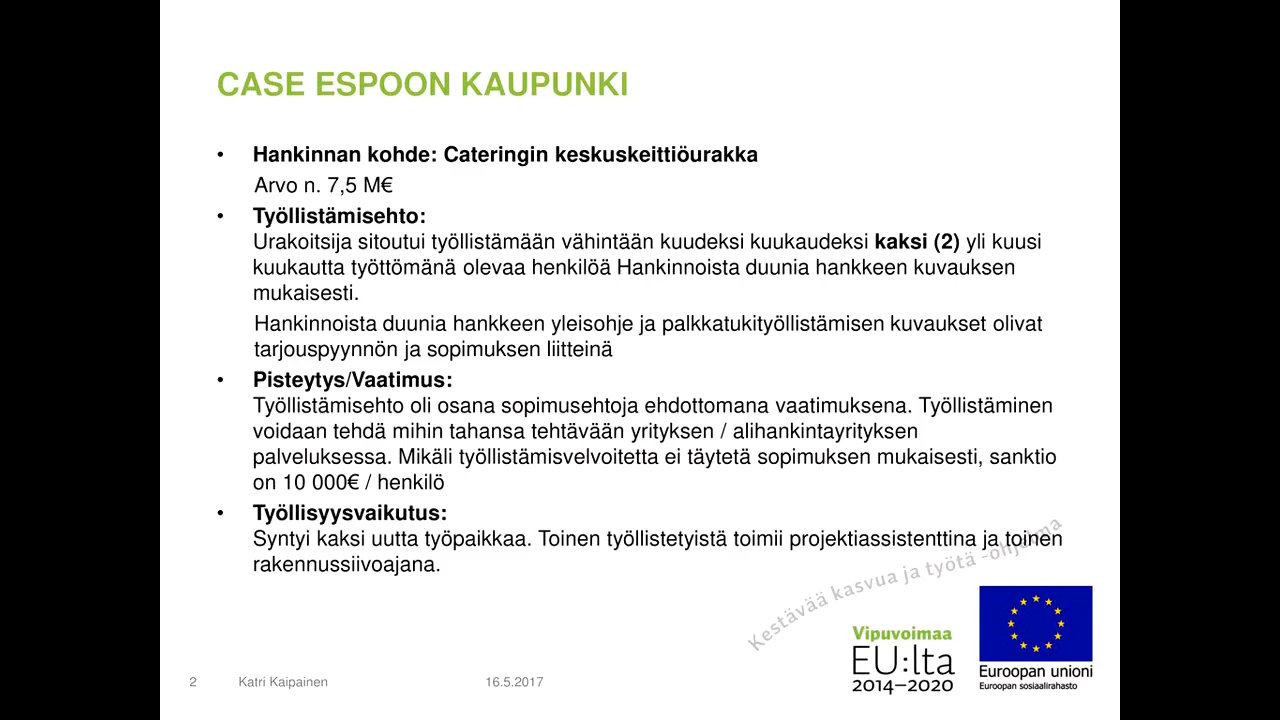 CASE ESPOON KAUPUNKI
• Hankinnan kohde: Cateringin keskuskeittiöurakka
Arvo n. 7,5 M€
• Työllistämisehto:
Urakoitsija sitoutui työllistämään vähintään kuudeksi kuukaudeksi kaksi (2) yli kuusi
kuukautta työttömänä olevaa henkilöä Hankinnoista duunia hankkeen kuvauksen
mukaisesti.
Hankinnoista duunia hankkeen yleisohje ja palkkatukityöllistämisen kuvaukset olivat
tarjouspyynnön ja sopimuksen liitteinä
• Pisteytys/Vaatimus:
Työllistämisehto oli osana sopimusehtoja ehdottomana vaatimuksena. Työllistäminen
voidaan tehdä mihin tahansa tehtävään yrityksen / alihankintayrityksen
palveluksessa. Mikäli työllistämisvelvoitetta ei täytetä sopimuksen mukaisesti, sanktio
on 10 000€ / henkilö
• Työllisyysvaikutus:
Syntyi kaksi uutta työpaikkaa. Toinen työllistetyistä toimii projektiassistenttina ja toinen
rakennussiivoajana.
Kestävää kasvua ja työtä -ohjelma
Vipuvoimaa
EU:lta
2014–2020
Euroopan unioni
Euroopan sosiaalirahasto
2 Katri Kaipainen 16.5.2017